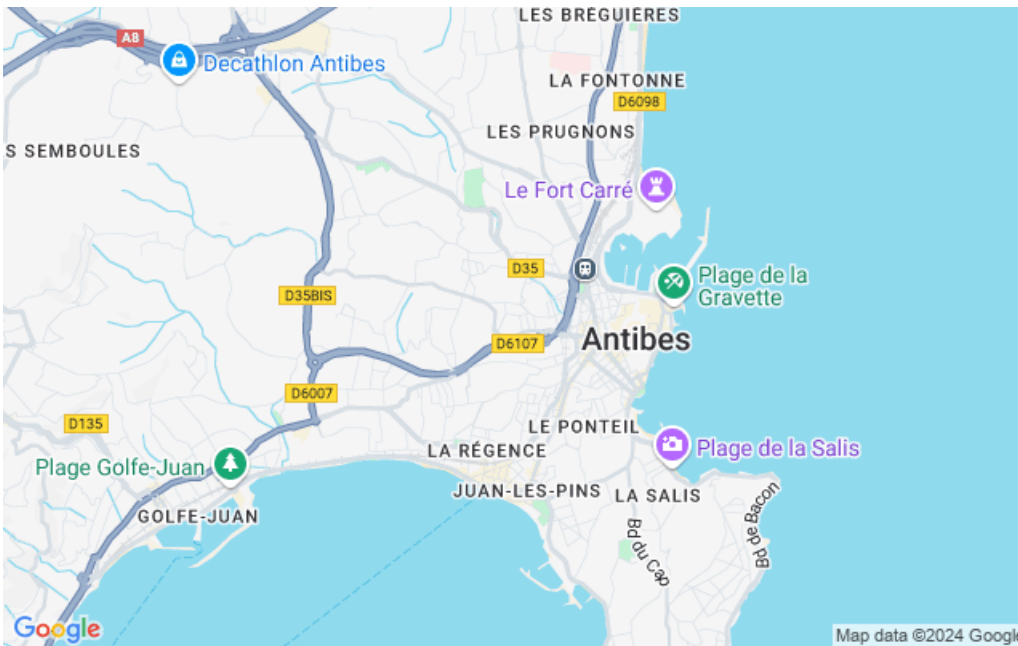 LES BRÉGUIÈRES
A8
Decathlon Antibes
LA FONTONNE
D6098
LES PRUGNONS
S SEMBOULES
Le Fort Carré
D35
Plage de la
Gravette
D35BIS
D6107
Antibes
D6007
D135
LE PONTEIL
LA RÉGENCE
Plage de la Salis
Plage Golfe-Juan
JUAN-LES-PINS
LA SALIS
GOLFE-JUAN
Bd de Bacon
Bd du Cap
Google
Map data ©2024 Google